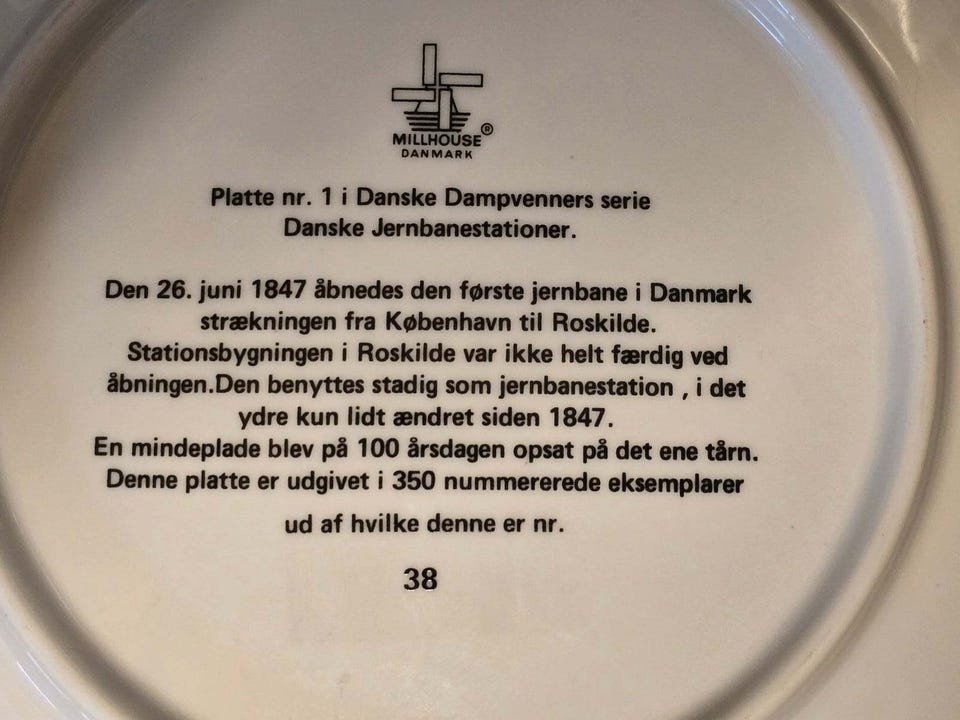 MILLHOUSE ®
DANMARK
Platte nr. 1 i Danske Dampvenners serie
Danske Jernbanestationer.
Den 26. juni 1847 åbnedes den første jernbane i Danmark
strækningen fra København til Roskilde.
Stationsbygningen i Roskilde var ikke helt færdig ved
åbningen.Den benyttes stadig som jernbanestation , i det
ydre kun lidt ændret siden 1847.
En mindeplade blev på 100 årsdagen opsat på det ene tårn.
Denne platte er udgivet i 350 nummererede eksemplarer
ud af hvilke denne er nr.
38